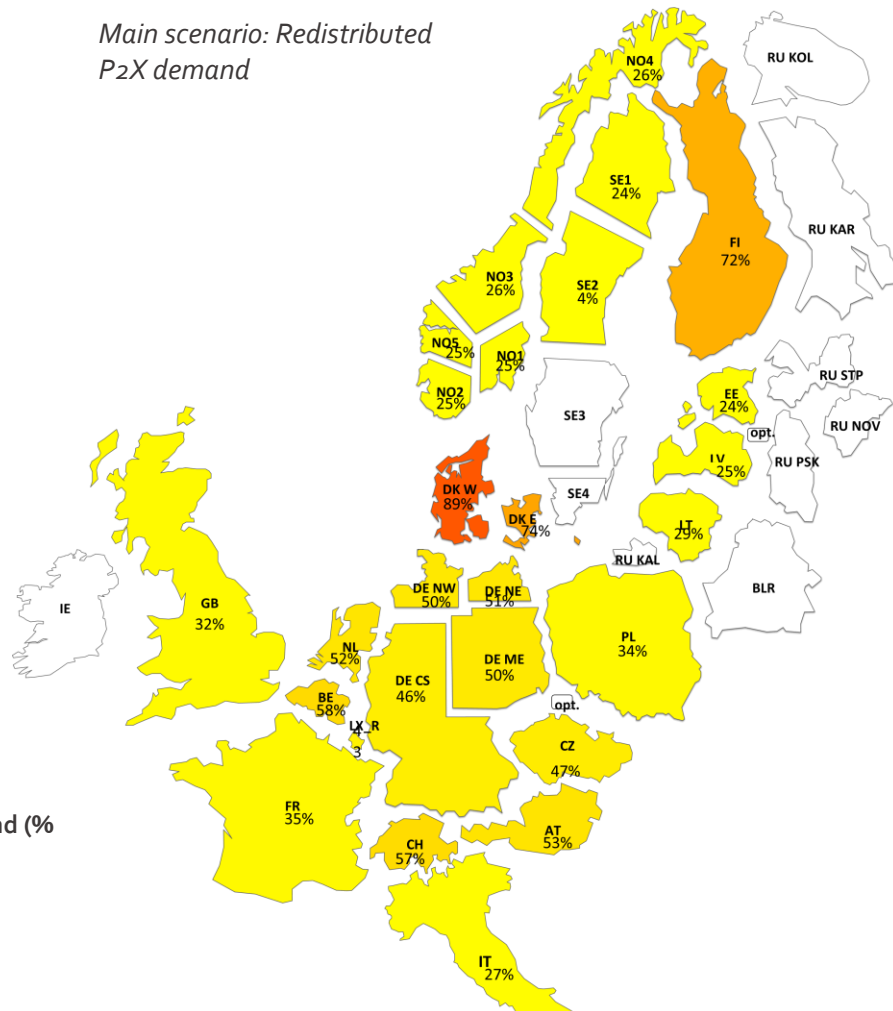 Main scenario: Redistributed
P2X demand
NO4
26%
RU KOL
SE1
24%
FI
72%
RU KAR
NO3
26%
SE2
4%
NO5
25%
NO1
25%
NO2
25%
SE3
RU STP
EE
24%
RU NOV
opt.
LV
25%
RU PSK
DK W
89%
SE4
DK E
74%
LT
29%
RU KAL
BLR
IE
GB
32%
DE NW
50%
DE NE
51%
PL
34%
NL
52%
DE CS
46%
DE ME
50%
BE
58%
opt.
CZ
47%
FR
35%
AT
53%
CH
57%
d (%
IT
27%